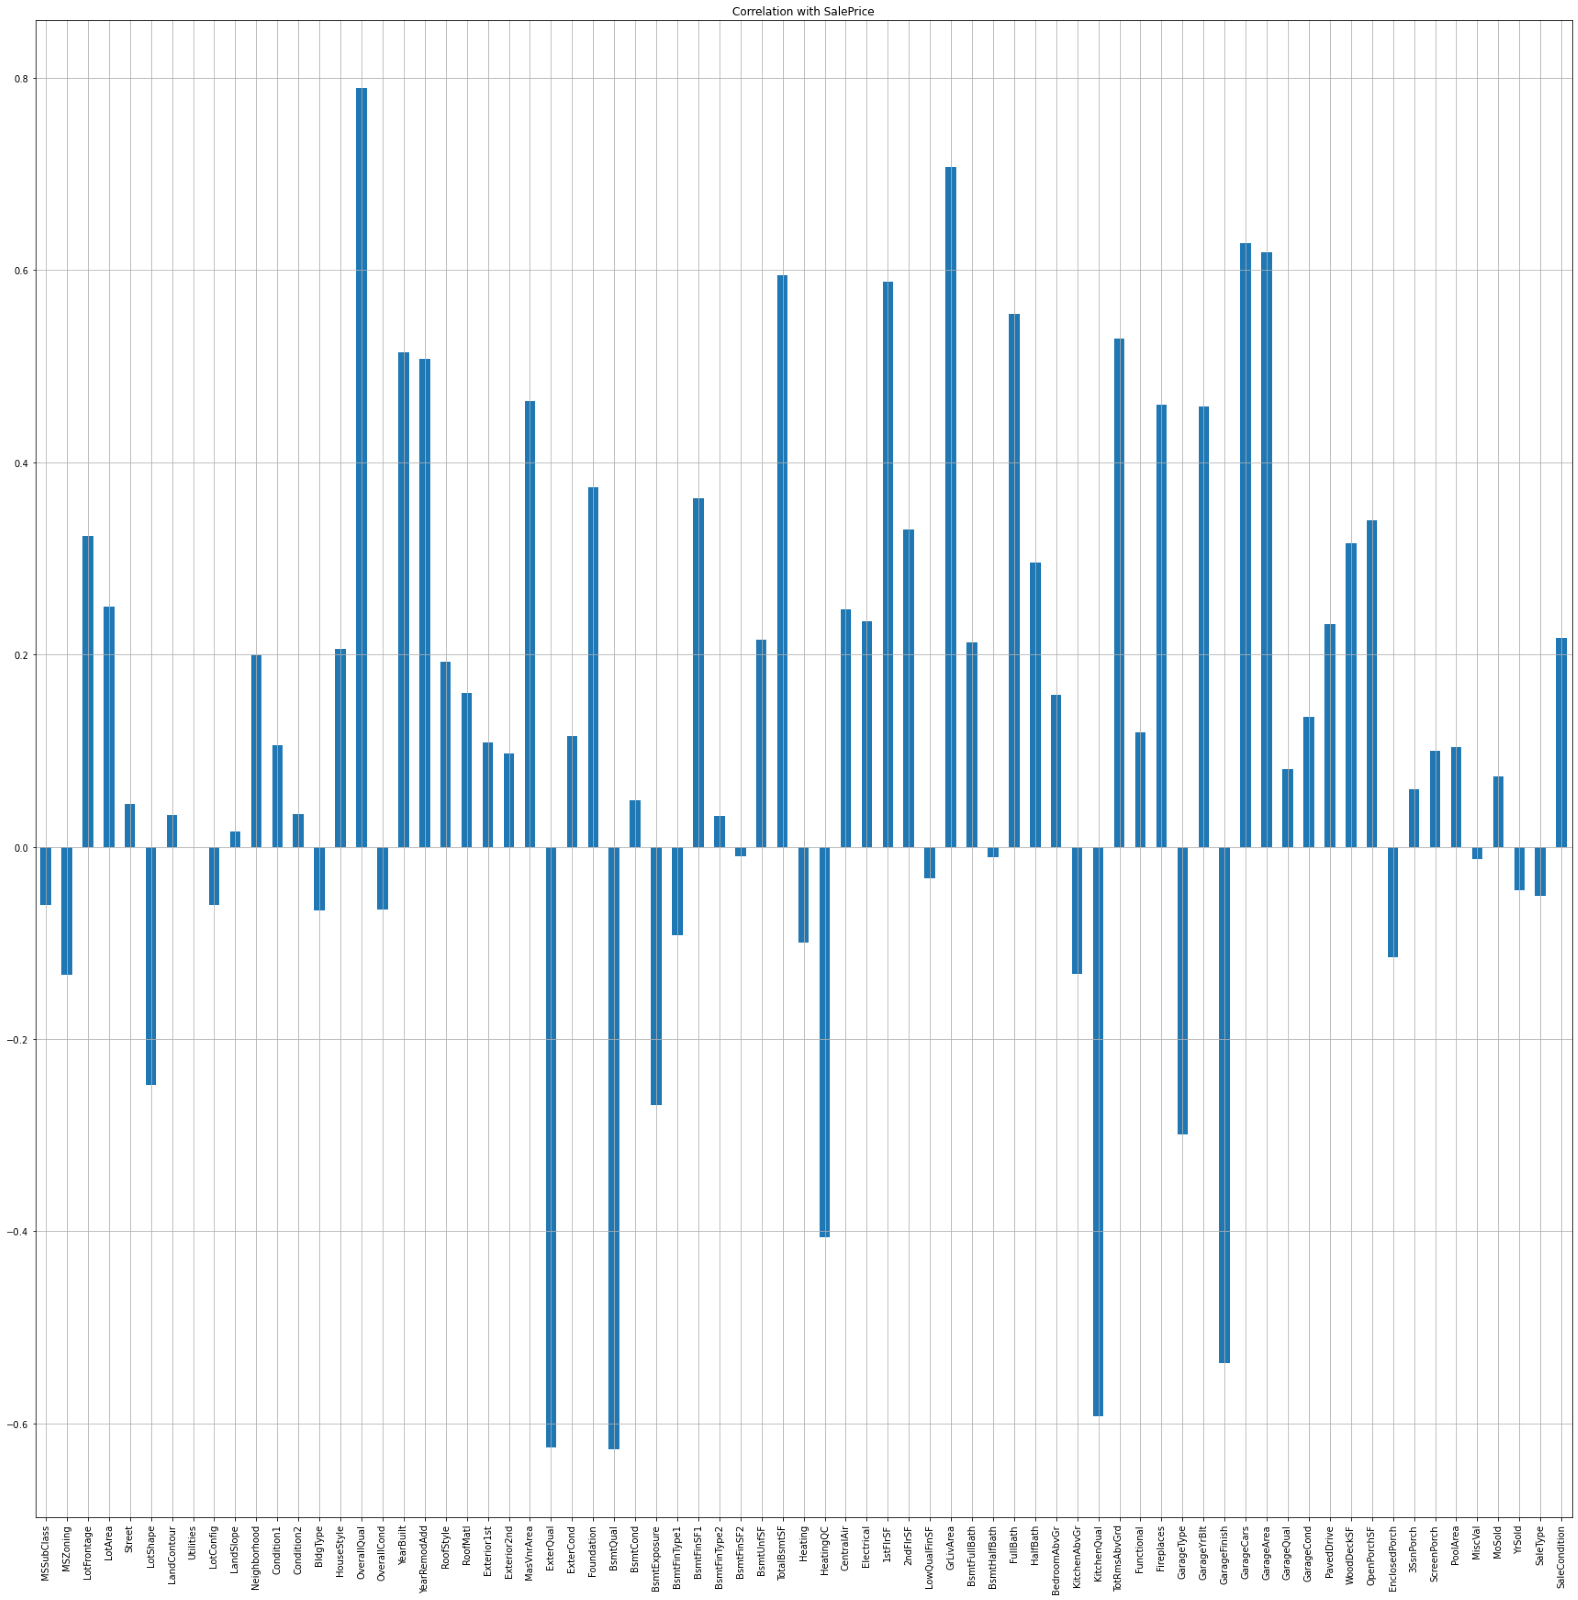 Correlation with SalePrice
0.8
0.6
0.4
0.2
0.0
−0.2
−0.4
−0.6
MSSubClass
MSZoning
LotFrontage
LotArea
Street
LotShape
LandContour
Utilities
LotConfig
LandSlope
Neighborhood
Condition1
Condition2
BldgType
HouseStyle
OverallQual
OverallCond
YearBuilt
YearRemodAdd
RoofStyle
RoofMatl
Exterior1st
Exterior2nd
MasVnrArea
ExterQual
ExterCond
Foundation
BsmtQual
BsmtCond
BsmtExposure
BsmtFinType1
BsmtFinSF1
BsmtFinType2
BsmtFinSF2
BsmtUnfSF
TotalBsmtSF
Heating
HeatingQC
CentralAir
Electrical
1stFlrSF
2ndFlrSF
LowQualFinSF
GrLivArea
BsmtFullBath
BsmtHalfBath
FullBath
HalfBath
BedroomAbvGr
KitchenAbvGr
KitchenQual
TotRmsAbvGrd
Functional
Fireplaces
GarageType
GarageYrBlt
GarageFinish
GarageCars
GarageArea
GarageQual
GarageCond
PavedDrive
WoodDeckSF
OpenPorchSF
EnclosedPorch
3SsnPorch
ScreenPorch
PoolArea
MiscVal
MoSold
YrSold
SaleType
SaleCondition